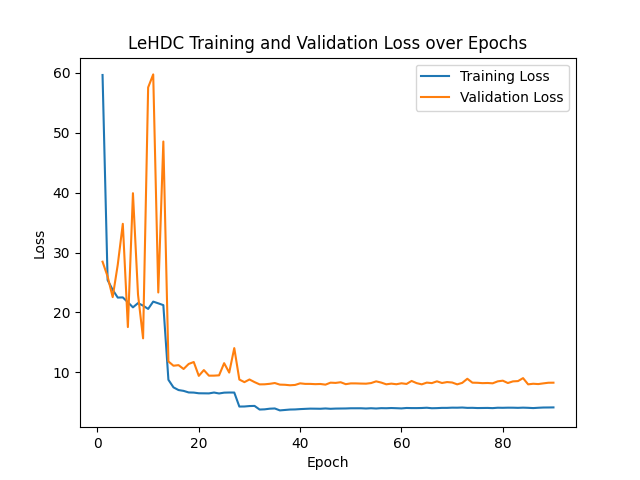 LeHDC Training and Validation Loss over Epochs
Training Loss
Validation Loss
60
50
40
30
20
10
Loss
0
20
40
60
80
Epoch